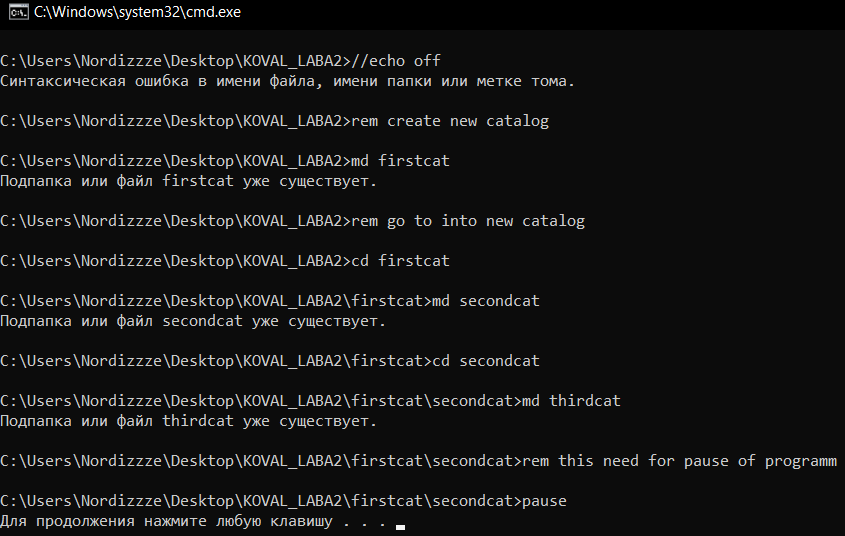 C:\Windows\system32\cmd.exe
C:\Users\Nordizzze\Desktop\KOVAL_LABA2>//echo off
Синтаксическая ошибка в имени файла, имени папки или метке тома.
C:\Users\Nordizzze\Desktop\KOVAL_LABA2>rem create new catalog
C:\Users\Nordizzze\Desktop\KOVAL_LABA2>md firstcat
Подпапка или файл firstcat уже существует.
C:\Users\Nordizzze\Desktop\KOVAL_LABA2>rem go to into new catalog
C:\Users\Nordizzze\Desktop\KOVAL_LABA2>cd firstcat
C:\Users\Nordizzze\Desktop\KOVAL_LABA2\firstcat>md secondcat
Подпапка или файл secondcat уже существует.
C:\Users\Nordizzze\Desktop\KOVAL_LABA2\firstcat>cd secondcat
C:\Users\Nordizzze\Desktop\KOVAL_LABA2\firstcat\secondcat>md thirdcat
Подпапка или файл thirdcat уже существует.
C:\Users\Nordizzze\Desktop\KOVAL_LABA2\firstcat\secondcat>rem this need for pause of programm
C:\Users\Nordizzze\Desktop\KOVAL_LABA2\firstcat\secondcat>pause
Для продолжения нажмите любую клавишу . . .